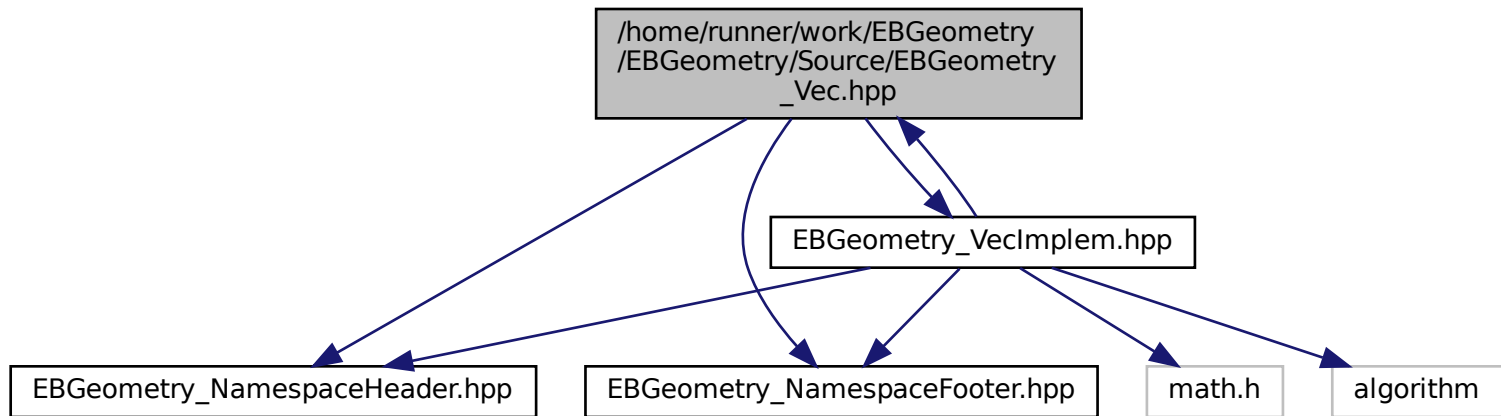 /home/runner/work/EBGeometry
/EBGeometry/Source/EBGeometry
_Vec.hpp
EBGeometry_VecImplem.hpp
EBGeometry_NamespaceHeader.hpp
EBGeometry_NamespaceFooter.hpp
math.h
algorithm